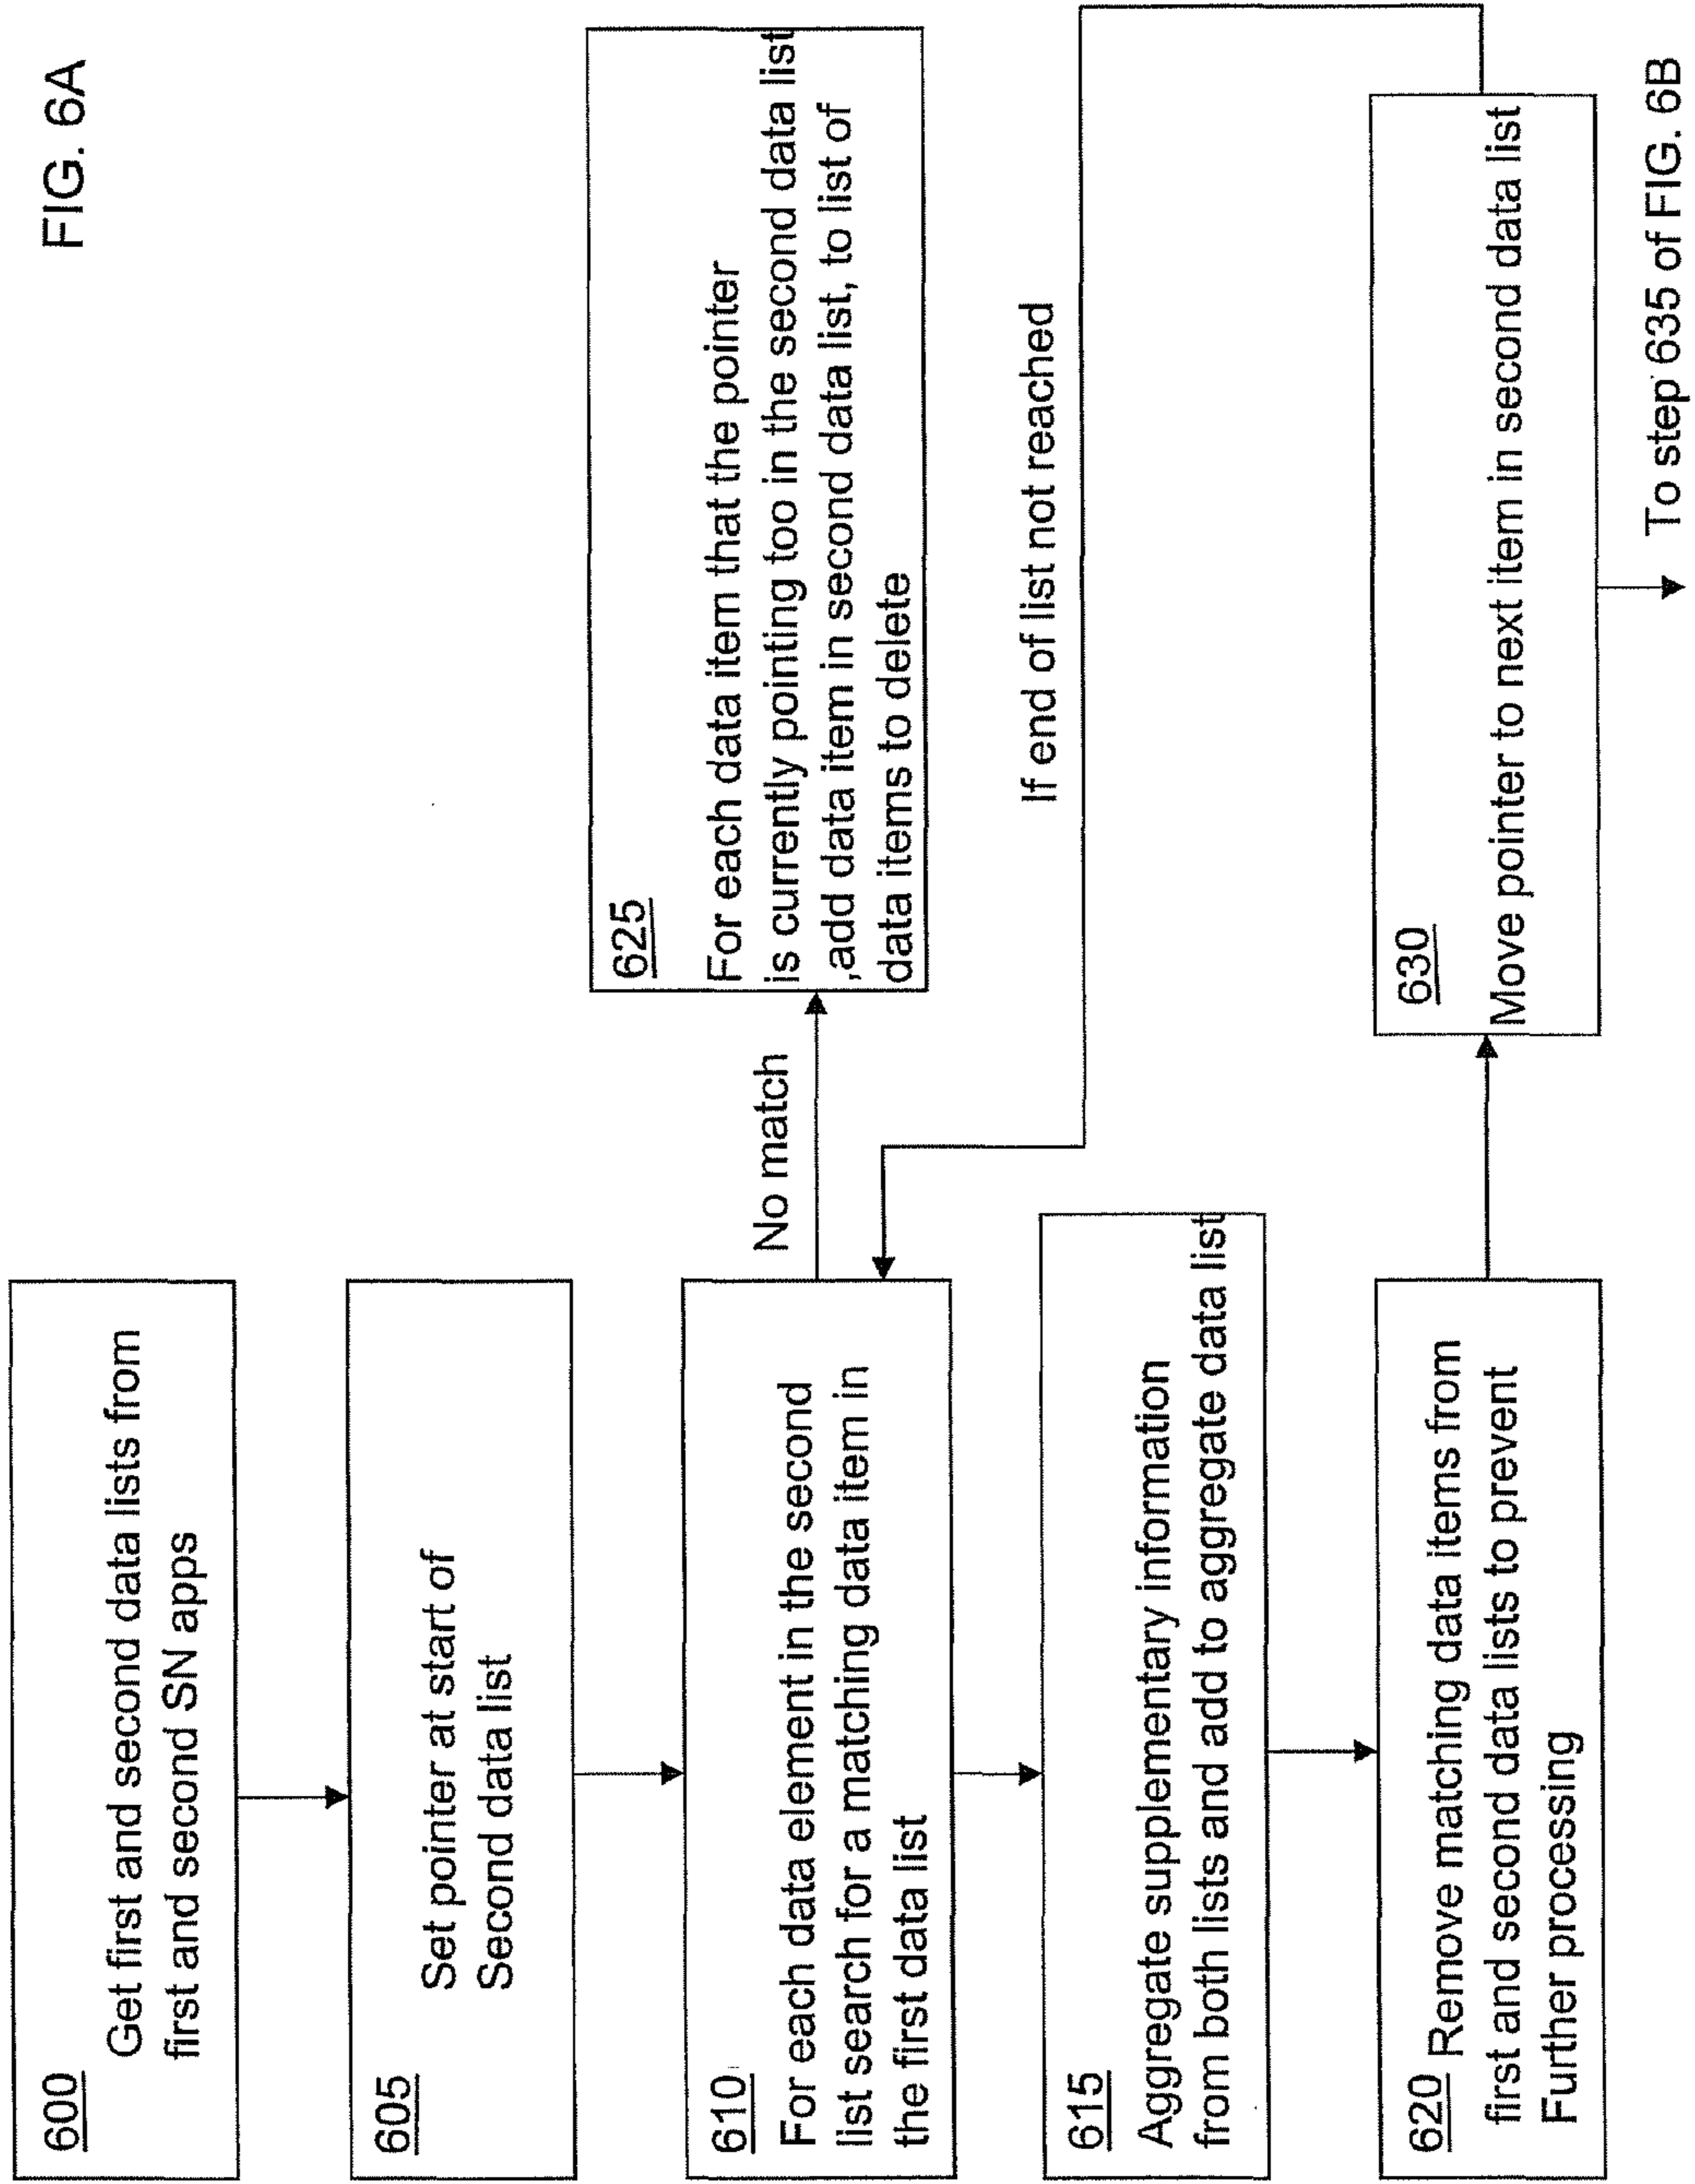 FIG. 6A
600
Get first and second data lists from
first and second SN apps
605
Set pointer at start of
Second data list
610
For each data element in the second
list search for a matching data item in
the first data list
No match
625
For each data item that the pointer
is currently pointing too in the second data list
,add data item in second data list, to list of
data items to delete
615
Aggregate supplementary information
from both lists and add to aggregate data list
If end of list not reached
620 Remove matching data items from
first and second data lists to prevent
Further processing
630
Move pointer to next item in second data list
To step 635 of FIG. 6B